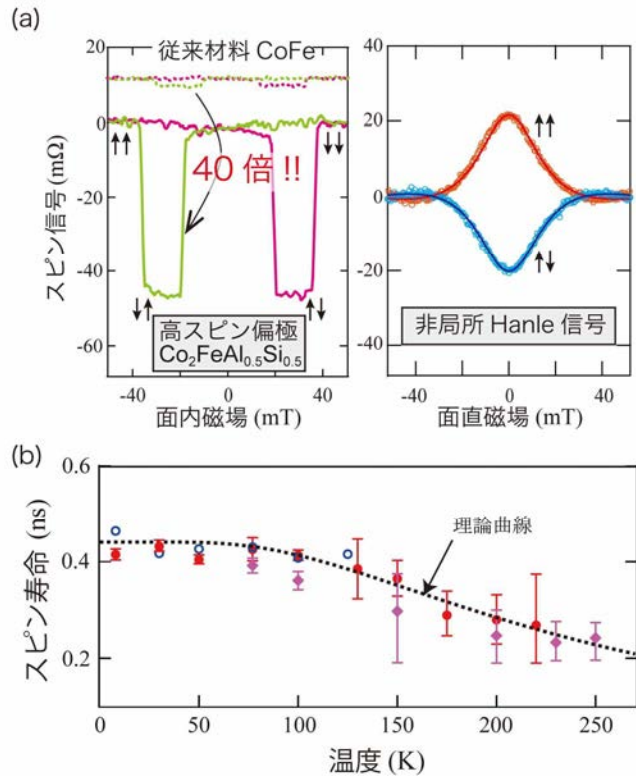 (a)
スピン信号 (mΩ)
20
0
-20
-40
-60
従来材料 CoFe
40 倍 !!
↑↑
↓↓
↓↑
↑↓
高スピン偏極
Co₂FeAl₀.₅Si₀.₅
-40
0
40
面内磁場 (mT)
40
20
0
-20
-40
↑↑
↑↓
非局所 Hanle 信号
-40
0
40
面直磁場 (mT)
(b)
スピン寿命 (ns)
0.6
0.4
0.2
理論曲線
0
50
100
150
200
250
温度 (K)